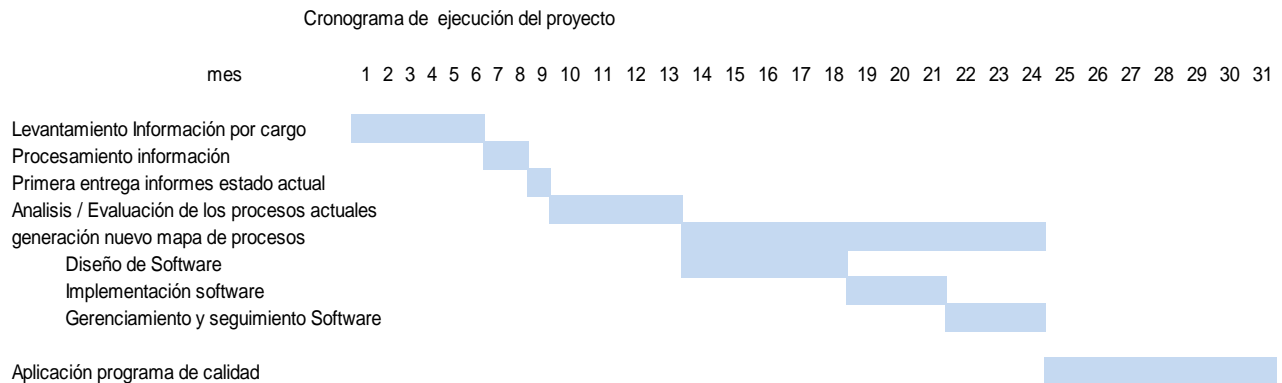 Cronograma de ejecución del proyecto
mes 1 2 3 4 5 6 7 8 9 10 11 12 13 14 15 16 17 18 19 20 21 22 23 24 25 26 27 28 29 30 31
Levantamiento Información por cargo
Procesamiento información
Primera entrega informes estado actual
Analisis / Evaluación de los procesos actuales
generación nuevo mapa de procesos
Diseño de Software
Implementación software
Gerenciamiento y seguimiento Software
Aplicación programa de calidad